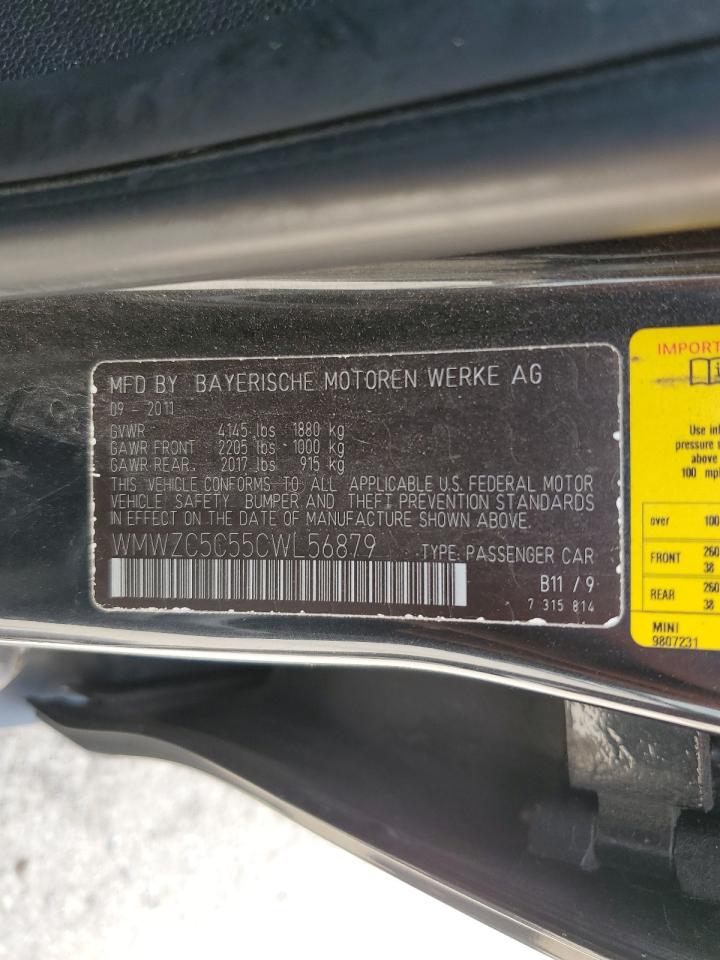 MFD BY BAYERISCHE MOTOREN WERKE AG
09 - 2011
GVWR 4145 lbs 1880 kg
GAWR FRONT 2205 lbs - 1000 kg
GAWR REAR. 2017 lbs 915 kg
THIS VEHICLE CONFORMS TO ALL APPLICABLE U.S. FEDERAL MOTOR
VEHICLE SAFETY, BUMPER AND THEFT PREVENTION STANDARDS
IN EFFECT ON THE DATE OF MANUFACTURE SHOWN ABOVE.
WMWZC5C55CWL56879 TYPE: PASSENGER CAR
B11 / 9
7 315 814
IMPORT
i
Use inf
pressure s
above
100 mph
over 100
FRONT 260
38
REAR 260
38
MINI
9807231